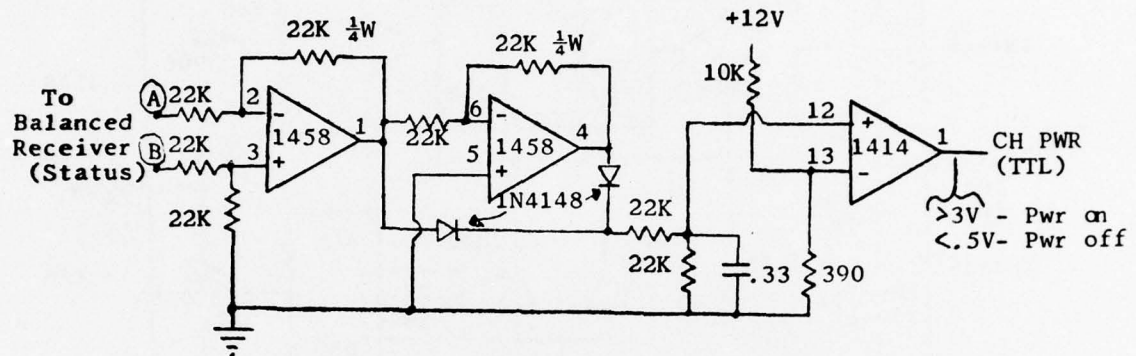 22K ¼W
22K ¼W
+12V
10K
To
Balanced
Receiver
(Status)
A
22K
B
22K
2
-
1458
3
+
1
22K
22K
6
-
1458
5
+
4
1N4148
22K
22K
.33
390
12
+
1414
13
-
1
CH PWR
(TTL)
>3V - Pwr on
<.5V- Pwr off